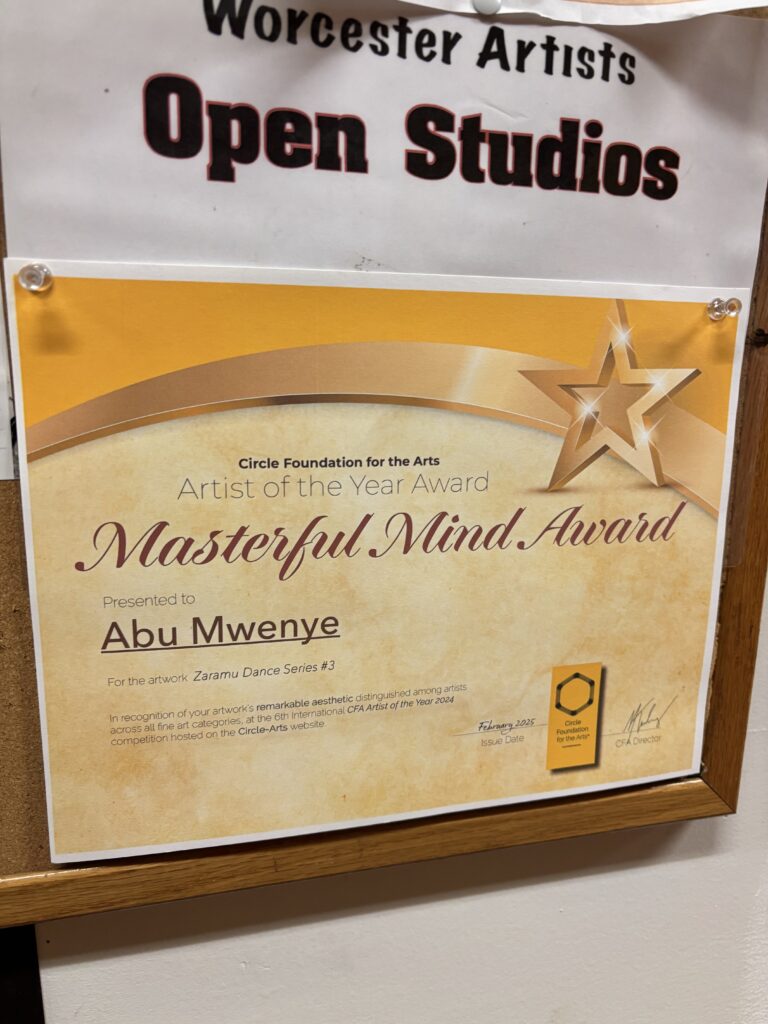 Worcester Artists
Open Studios
Circle Foundation for the Arts
Artist of the Year Award
Masterful Mind Award
Presented to
Abu Mwenye
For the artwork Zaramu Dance Series #3
In recognition of your artwork's remarkable aesthetic distinguished among artists
across all fine art categories, at the 6th International CFA Artist of the Year 2024
competition hosted on the Circle-Arts website.
February 2025
Issue Date
Circle
Foundation
for the Arts®
CFA Director